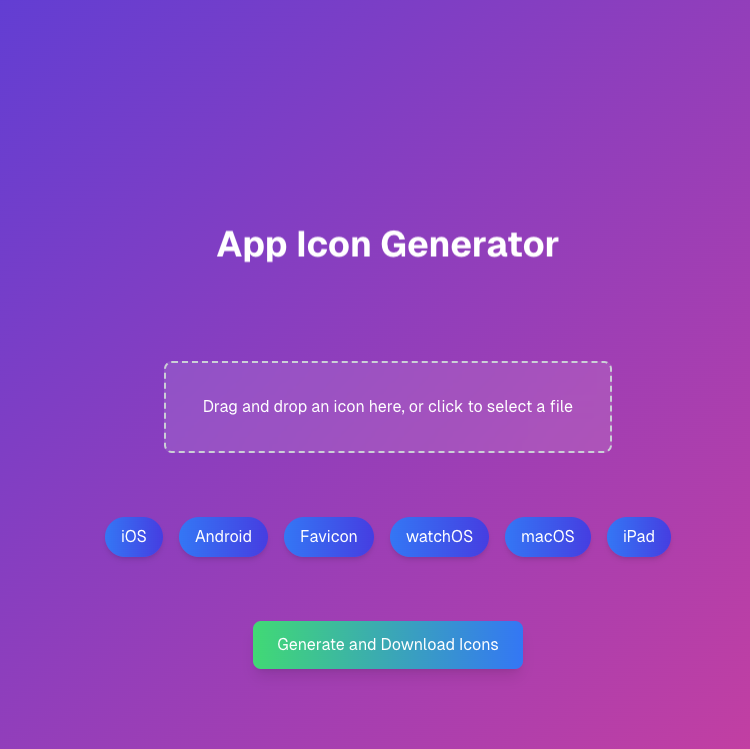 App Icon Generator
Drag and drop an icon here, or click to select a file
iOS Android Favicon watchOS macOS iPad
Generate and Download Icons